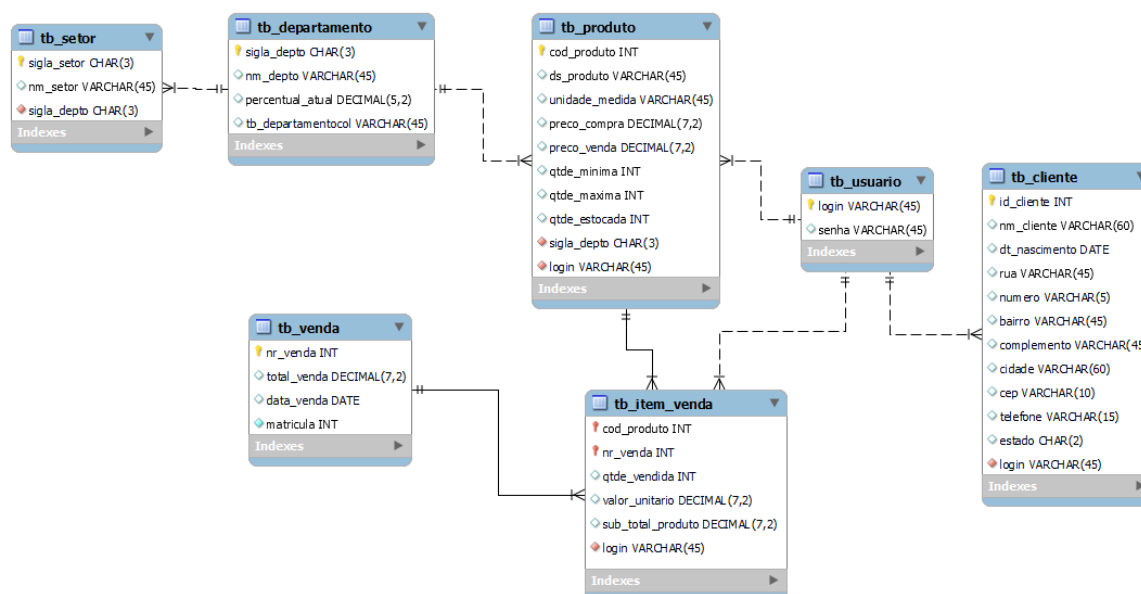 tb_setor
sigla_setor CHAR(3)
nm_setor VARCHAR(45)
sigla_depto CHAR(3)
Indexes
tb_departamento
sigla_depto CHAR(3)
nm_depto VARCHAR(45)
percentual_atual DECIMAL(5,2)
tb_departamentocol VARCHAR(45)
Indexes
tb_produto
cod_produto INT
ds_produto VARCHAR(45)
unidade_medida VARCHAR(45)
preco_compra DECIMAL(7,2)
preco_venda DECIMAL(7,2)
qtde_minima INT
qtde_maxima INT
qtde_estocada INT
sigla_depto CHAR(3)
login VARCHAR(45)
Indexes
tb_usuario
login VARCHAR(45)
senha VARCHAR(45)
Indexes
tb_cliente
id_cliente INT
nm_cliente VARCHAR(60)
dt_nascimento DATE
rua VARCHAR(45)
numero VARCHAR(5)
bairro VARCHAR(45)
complemento VARCHAR(45
cidade VARCHAR(60)
cep VARCHAR(10)
telefone VARCHAR(15)
estado CHAR(2)
login VARCHAR(45)
Indexes
tb_venda
nr_venda INT
total_venda DECIMAL(7,2)
data_venda DATE
matricula INT
Indexes
tb_item_venda
cod_produto INT
nr_venda INT
qtde_vendida INT
valor_unitario DECIMAL(7,2)
sub_total_produto DECIMAL(7,2)
login VARCHAR(45)
Indexes